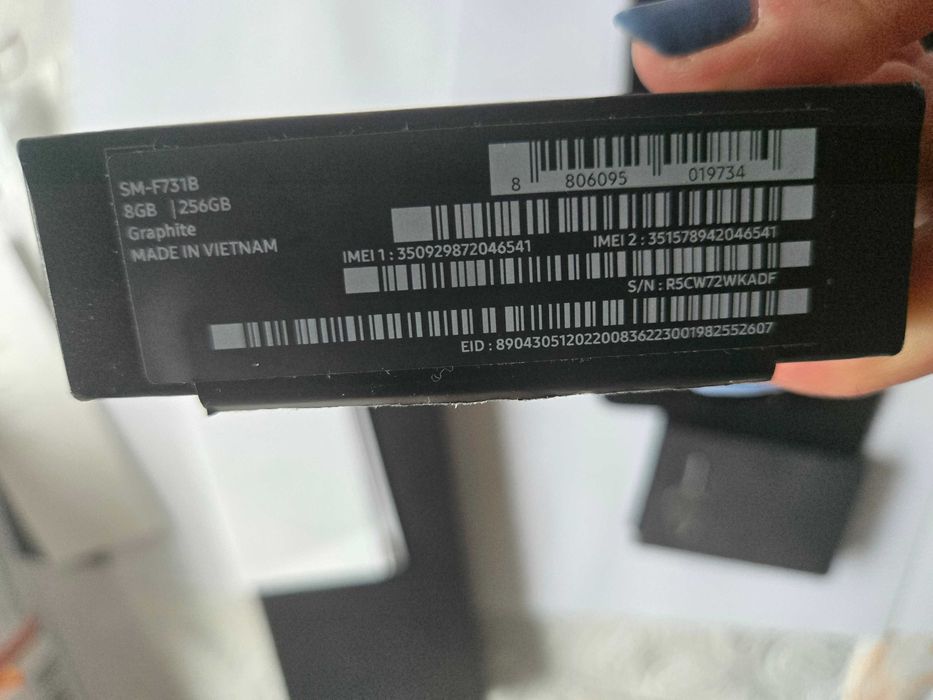 SM-F731B
8GB | 256GB
Graphite
MADE IN VIETNAM
8 806095 019734
IMEI 1 : 350929872046541
IMEI 2 : 351578942046541
S/N : R5CW72WKADF
EID : 89043051202200836223001982552607